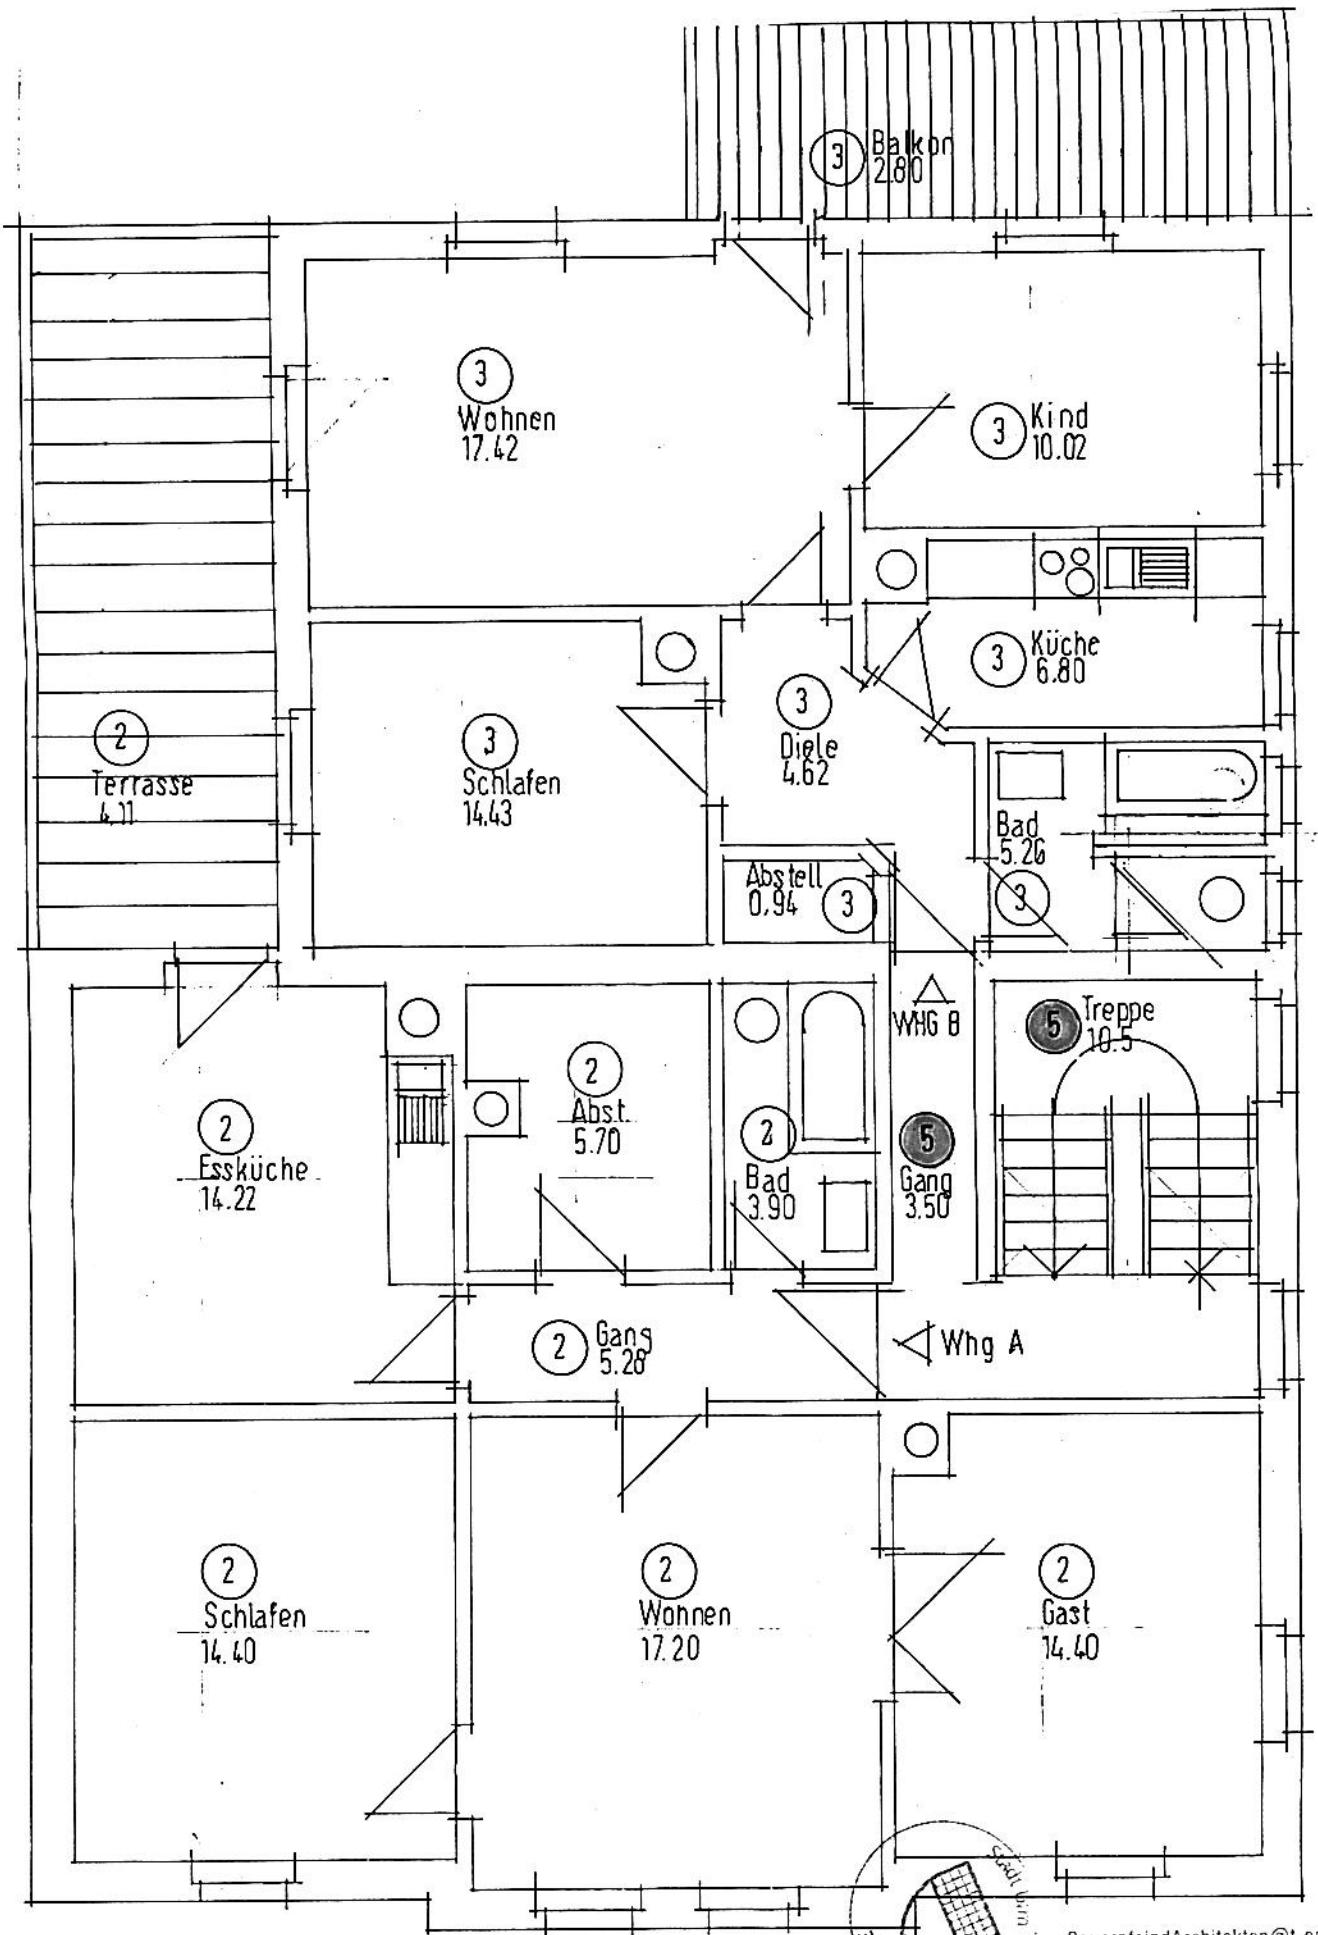 3 Balkon
2.80
3
Wohnen
17.42
3 Kind
10.02
3 Küche
6.80
3
Diele
4.62
2
Terrasse
4.11
3
Schlafen
14.43
Bad
5.26
3
Abstell
0.94 3
WHG B
5 Treppe
10.5
2
Essküche
14.22
2
Abst.
5.70
2
Bad
3.90
5
Gang
3.50
2 Gang
5.28
Whg A
2
Schlafen
14.40
2
Wohnen
17.20
2
Gast
14.40
Stadt Ulm